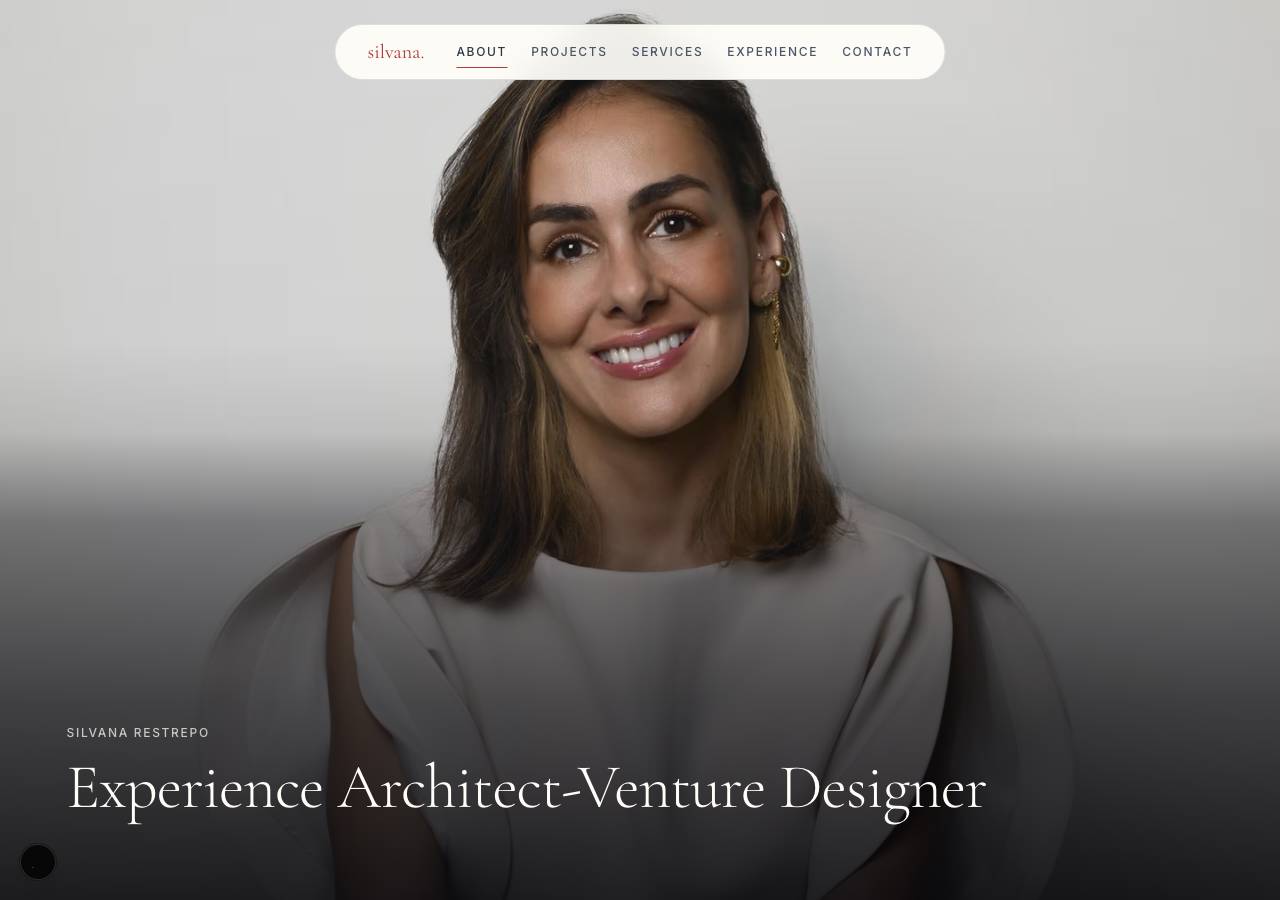 silvana. ABOUT PROJECTS SERVICES EXPERIENCE CONTACT
SILVANA RESTREPO
Experience Architect-Venture Designer